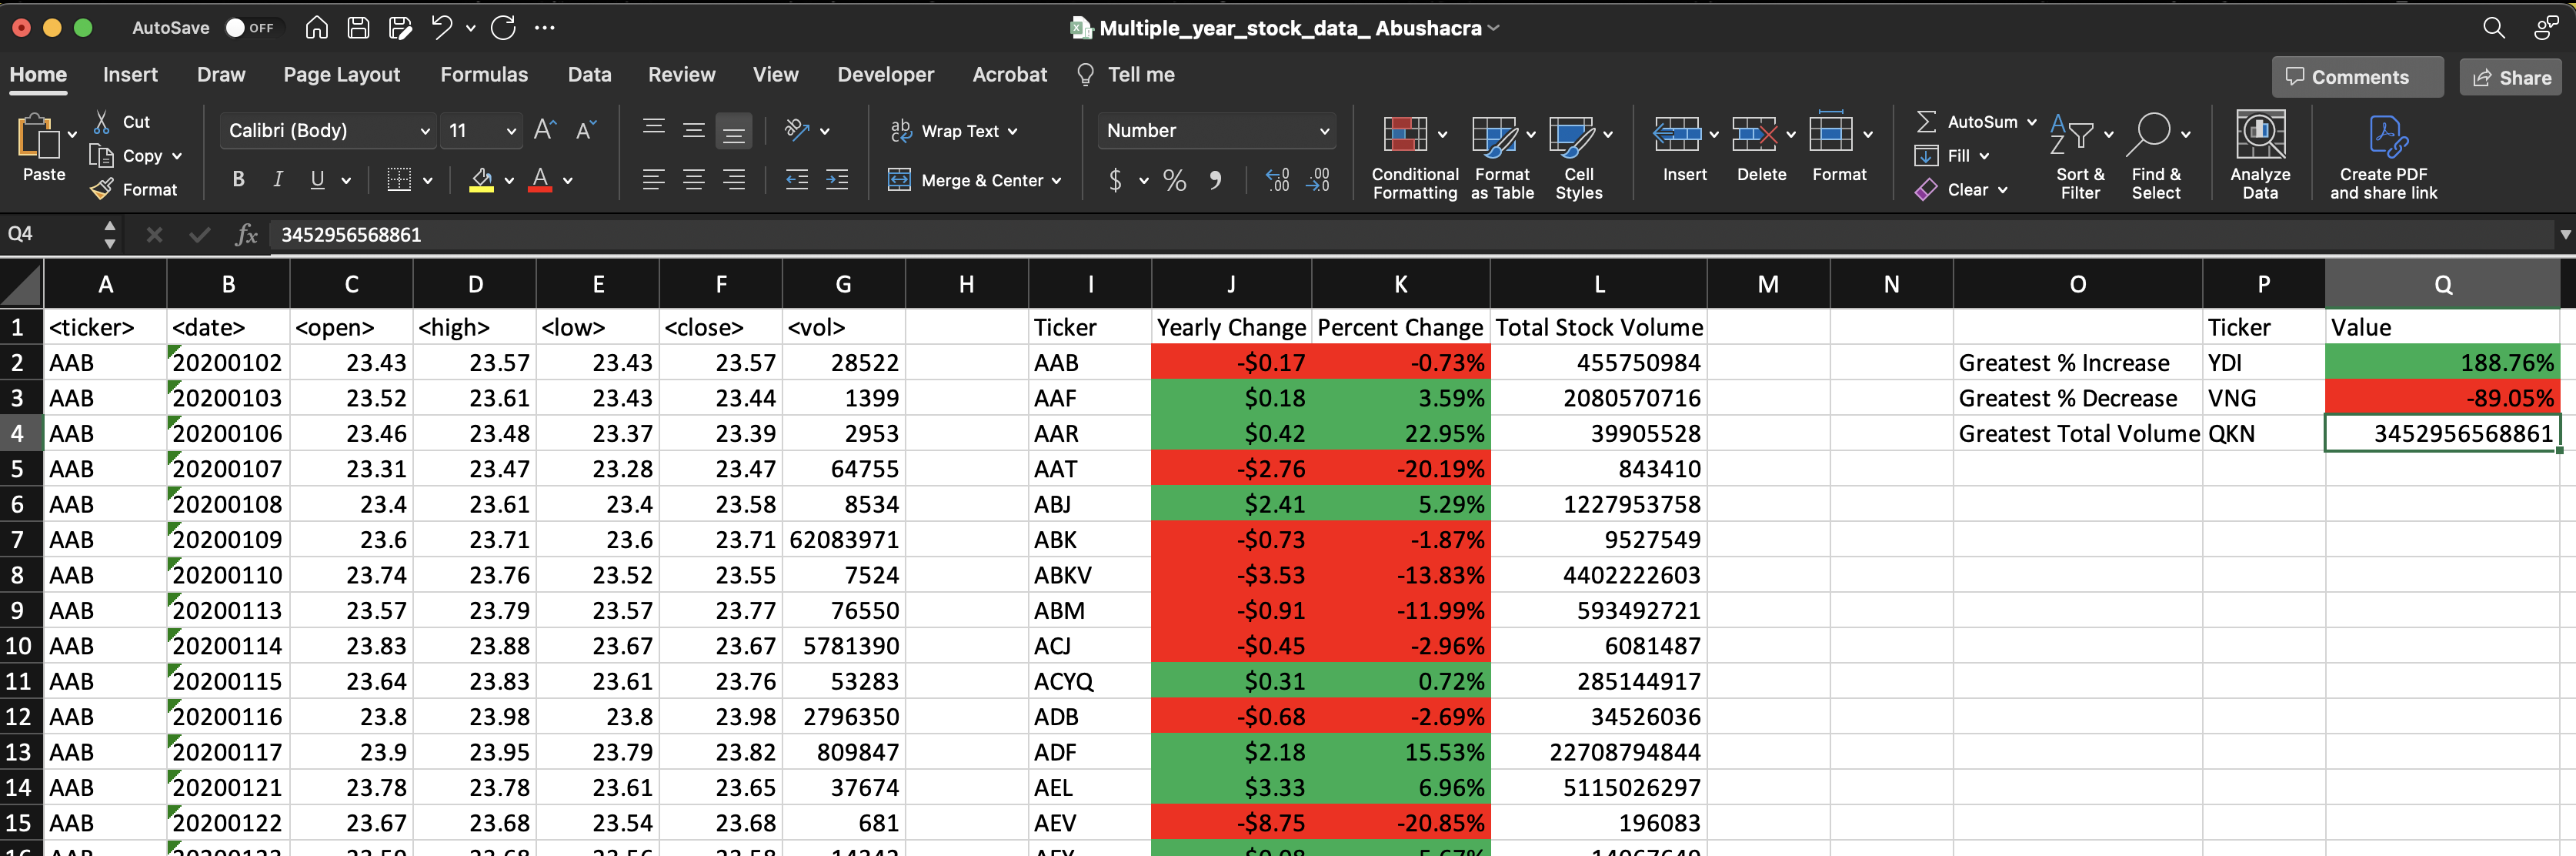 AutoSave OFF Multiple_year_stock_data_ Abushacra
Home Insert Draw Page Layout Formulas Data Review View Developer Acrobat Tell me Comments Share
Paste
Cut
Copy
Format
Calibri (Body) 11
B I U
Wrap Text
Merge & Center
Number
$ % .00 .00
Conditional Formatting
Format as Table
Cell Styles
Insert
Delete
Format
AutoSum
Fill
Clear
Sort & Filter
Find & Select
Analyze Data
Create PDF and share link
Q4 fx 3452956568861
A B C D E F G H I J K L M N O P Q
1 <ticker> <date> <open> <high> <low> <close> <vol> Ticker Yearly Change Percent Change Total Stock Volume Ticker Value
2 AAB 20200102 23.43 23.57 23.43 23.57 28522 AAB -$0.17 -0.73% 455750984 Greatest % Increase YDI 188.76%
3 AAB 20200103 23.52 23.61 23.43 23.44 1399 AAF $0.18 3.59% 2080570716 Greatest % Decrease VNG -89.05%
4 AAB 20200106 23.46 23.48 23.37 23.39 2953 AAR $0.42 22.95% 39905528 Greatest Total Volume QKN 3452956568861
5 AAB 20200107 23.31 23.47 23.28 23.47 64755 AAT -$2.76 -20.19% 843410
6 AAB 20200108 23.4 23.61 23.4 23.58 8534 ABJ $2.41 5.29% 1227953758
7 AAB 20200109 23.6 23.71 23.6 23.71 62083971 ABK -$0.73 -1.87% 9527549
8 AAB 20200110 23.74 23.76 23.52 23.55 7524 ABKV -$3.53 -13.83% 4402222603
9 AAB 20200113 23.57 23.79 23.57 23.77 76550 ABM -$0.91 -11.99% 593492721
10 AAB 20200114 23.83 23.88 23.67 23.67 5781390 ACJ -$0.45 -2.96% 6081487
11 AAB 20200115 23.64 23.83 23.61 23.76 53283 ACYQ $0.31 0.72% 285144917
12 AAB 20200116 23.8 23.98 23.8 23.98 2796350 ADB -$0.68 -2.69% 34526036
13 AAB 20200117 23.9 23.95 23.79 23.82 809847 ADF $2.18 15.53% 22708794844
14 AAB 20200121 23.78 23.78 23.61 23.65 37674 AEL $3.33 6.96% 5115026297
15 AAB 20200122 23.67 23.68 23.54 23.68 681 AEV -$8.75 -20.85% 196083